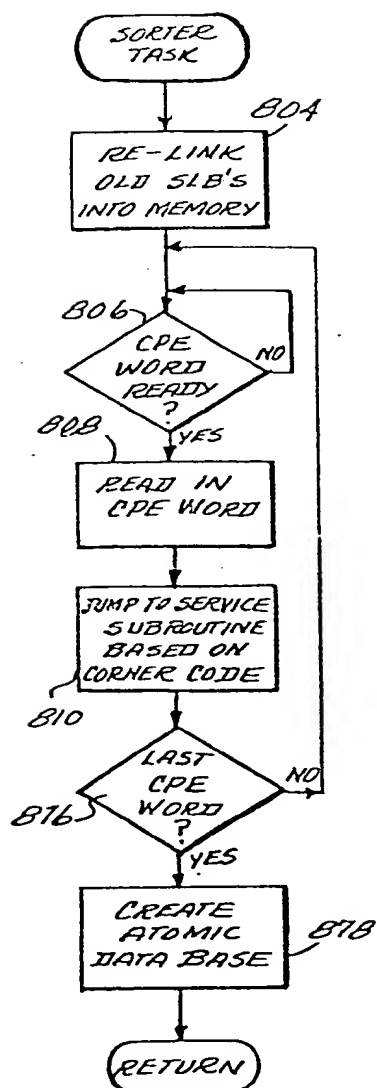 SORTER
TASK
804
RE-LINK
OLD SLB'S
INTO MEMORY
806
CPE
WORD
READY
?
NO
YES
808
READ IN
CPE WORD
JUMP TO SERVICE
SUBROUTINE
BASED ON
CORNER CODE
810
LAST
CPE
WORD
?
NO
876
YES
CREATE
ATOMIC
DATA BASE
878
RETURN